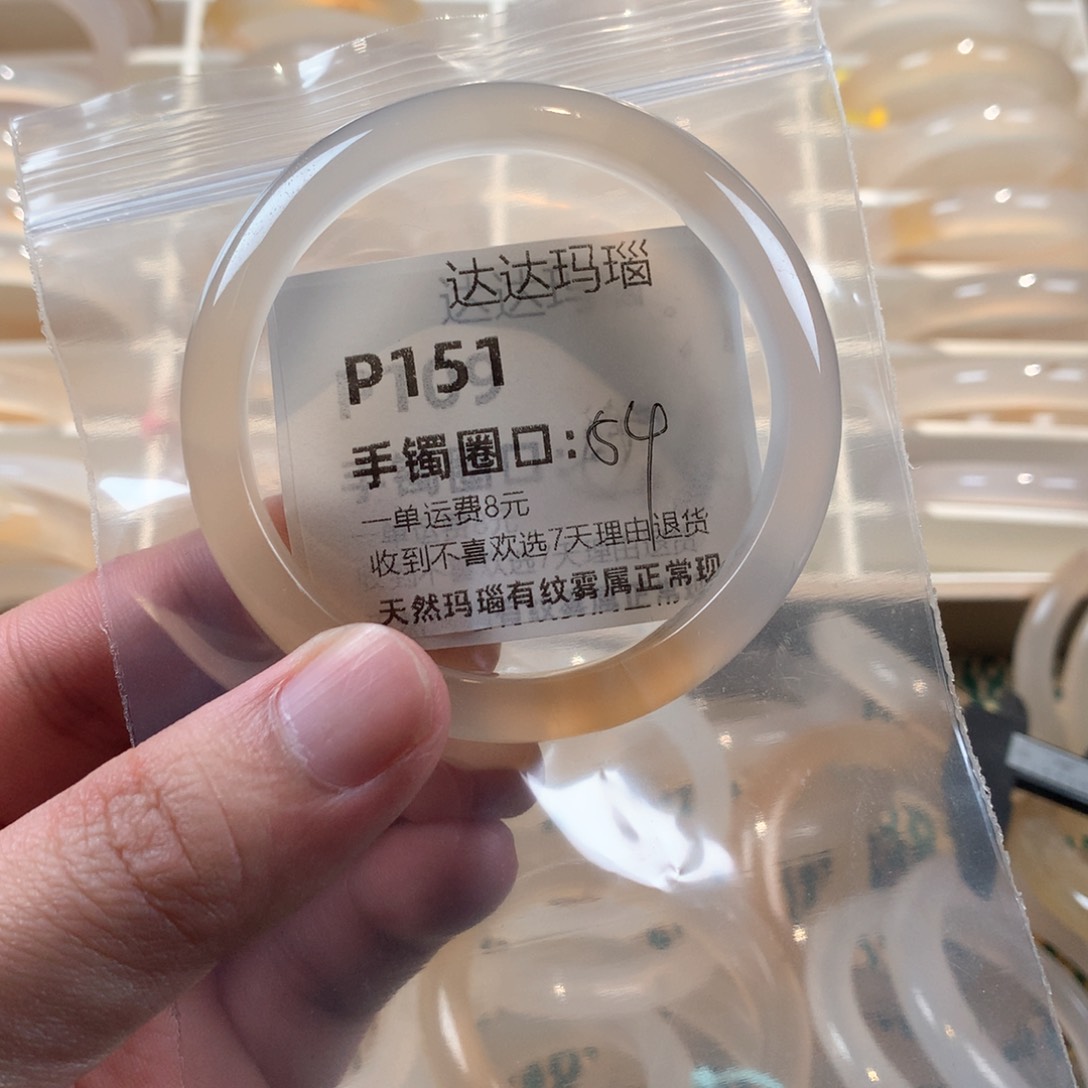 达达玛瑙
P151
手镯圈口:54
一单运费8元
收到不喜欢选7天理由退货
天然玛瑙有纹雾属正常现